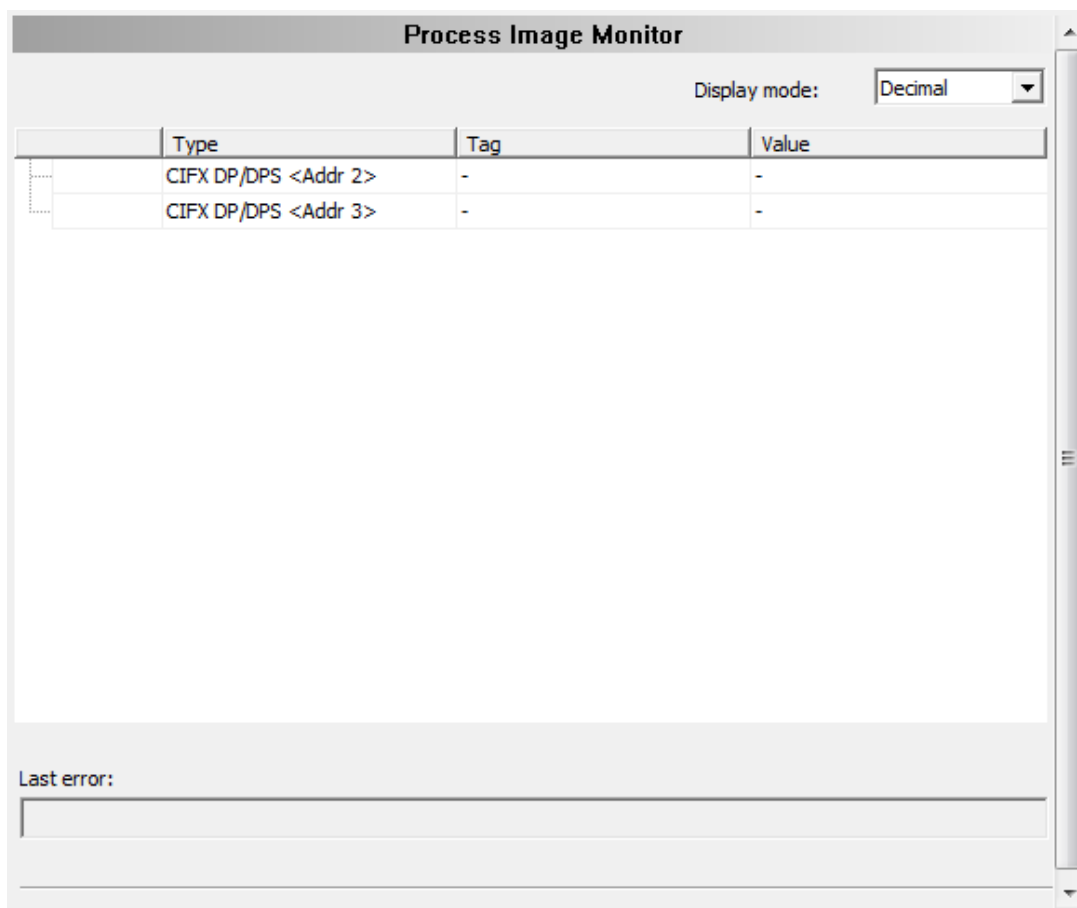 Process Image Monitor
Display mode: Decimal
Type Tag Value
CIFX DP/DPS <Addr 2> - -
CIFX DP/DPS <Addr 3> - -
Last error: